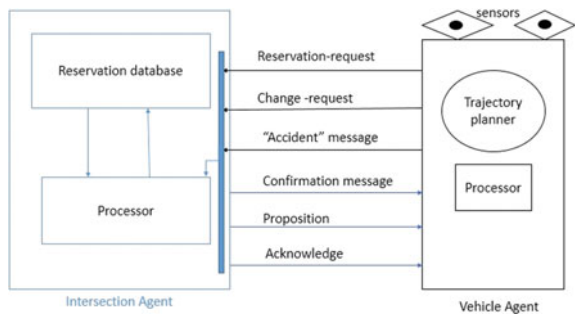 sensors
Reservation database
Processor
Intersection Agent
Reservation-request
Change -request
“Accident” message
Confirmation message
Proposition
Acknowledge
Trajectory
planner
Processor
Vehicle Agent